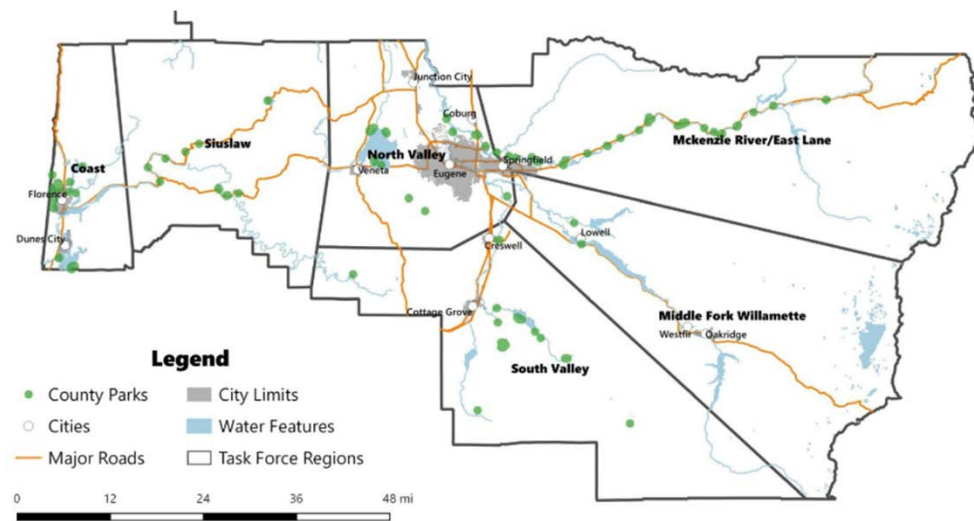 Junction City
Coburg
Siuslaw
Mckenzie River/East Lane
North Valley
Springfield
Coast
Veneta
Eugene
Florence
Lowell
Dunes City
Creswell
Cottage Grove
Middle Fork Willamette
Westfir
Oakridge
South Valley
Legend
County Parks
City Limits
Cities
Water Features
Major Roads
Task Force Regions
0 12 24 36 48 mi